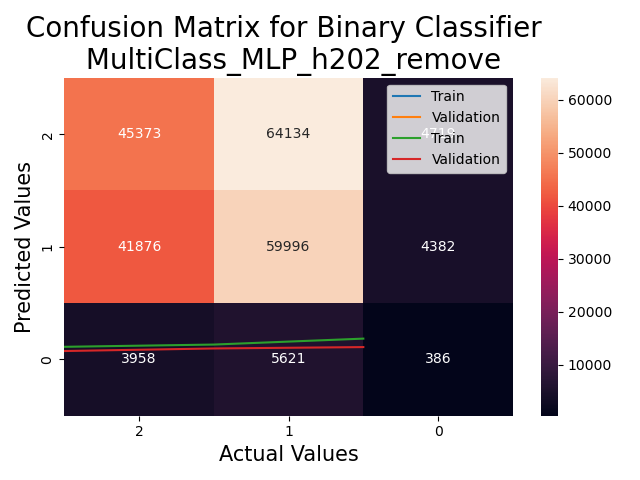 Confusion Matrix for Binary Classifier
MultiClass_MLP_h202_remove
Train
Validation
Train
Validation
Predicted Values
2
45373
64134
1
41876
59996
4382
0
3958
5621
386
2
1
0
Actual Values
60000
50000
40000
30000
20000
10000